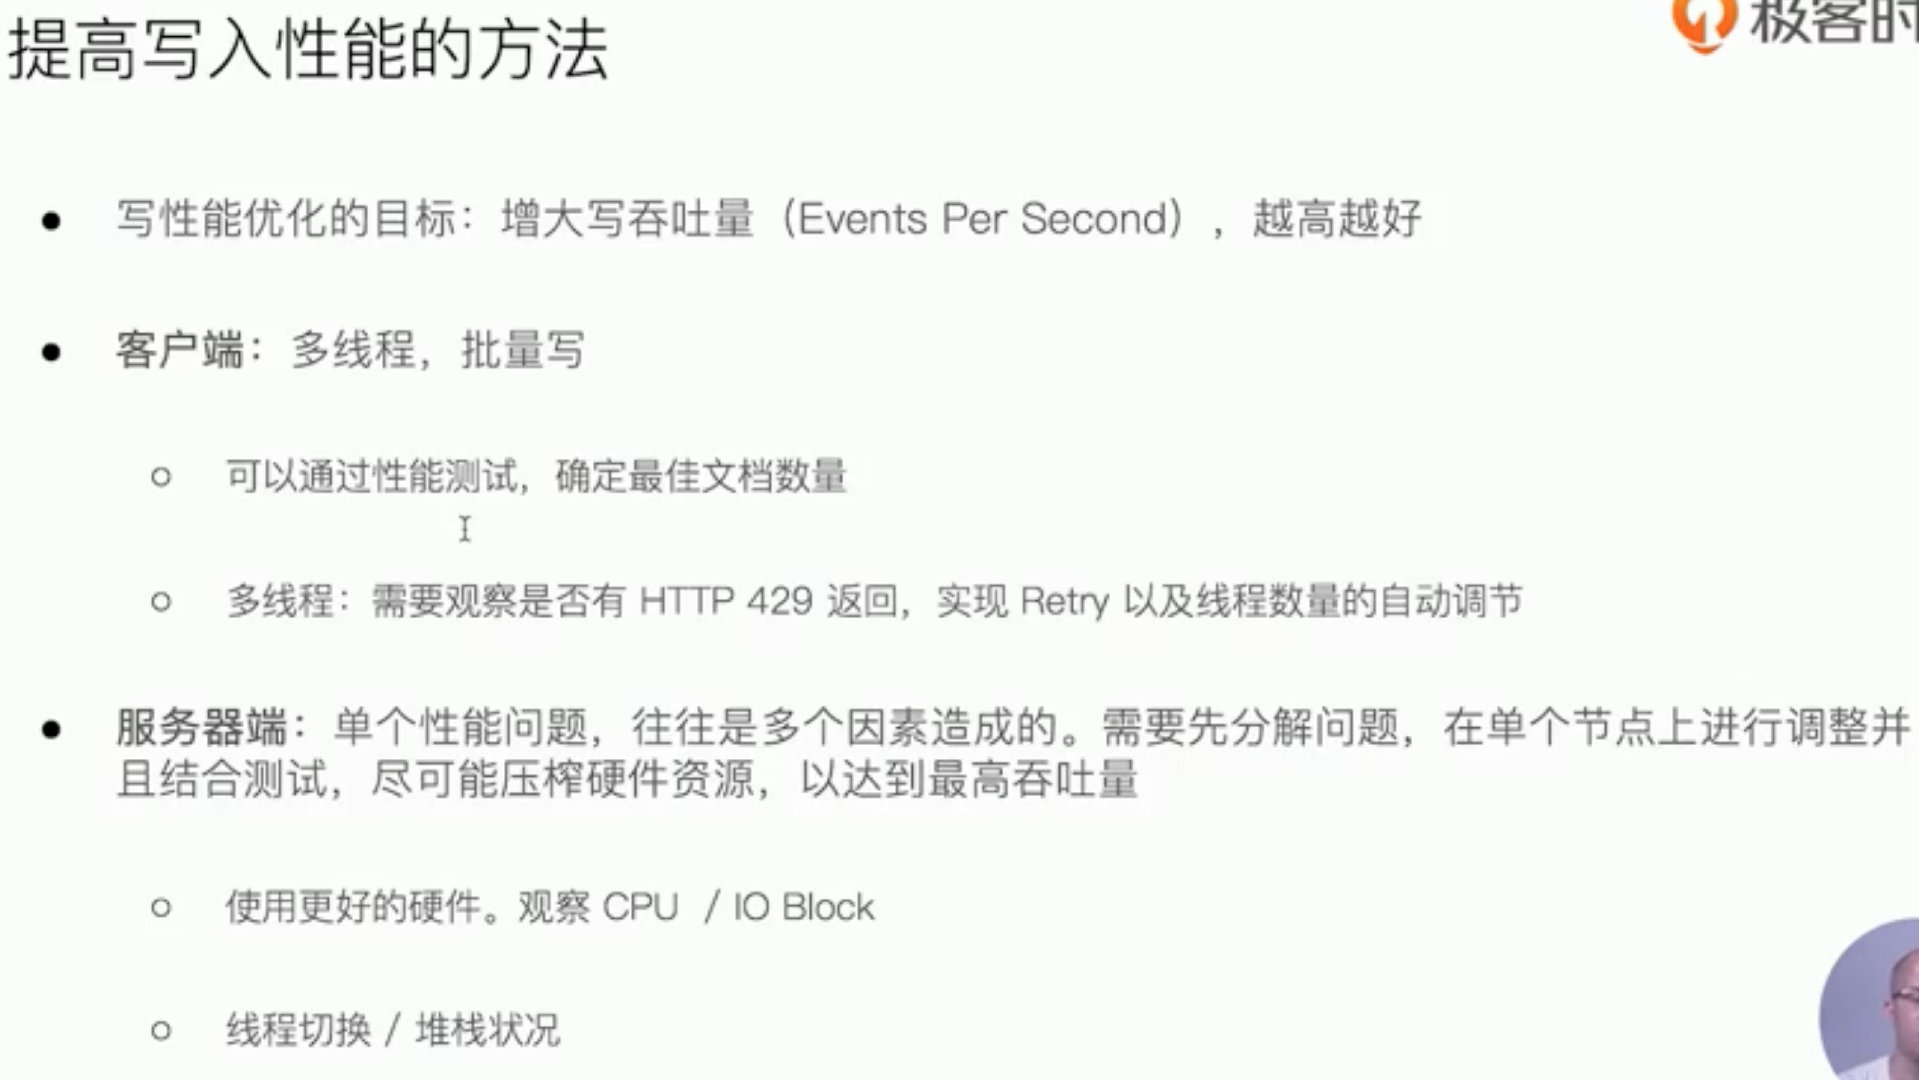 提高写入性能的方法
极客时
● 写性能优化的目标：增大写吞吐量（Events Per Second），越高越好
● 客户端：多线程，批量写
○ 可以通过性能测试，确定最佳文档数量
○ 多线程：需要观察是否有 HTTP 429 返回，实现 Retry 以及线程数量的自动调节
● 服务器端：单个性能问题，往往是多个因素造成的。需要先分解问题，在单个节点上进行调整并
且结合测试，尽可能压榨硬件资源，以达到最高吞吐量
○ 使用更好的硬件。观察 CPU / IO Block
○ 线程切换 / 堆栈状况